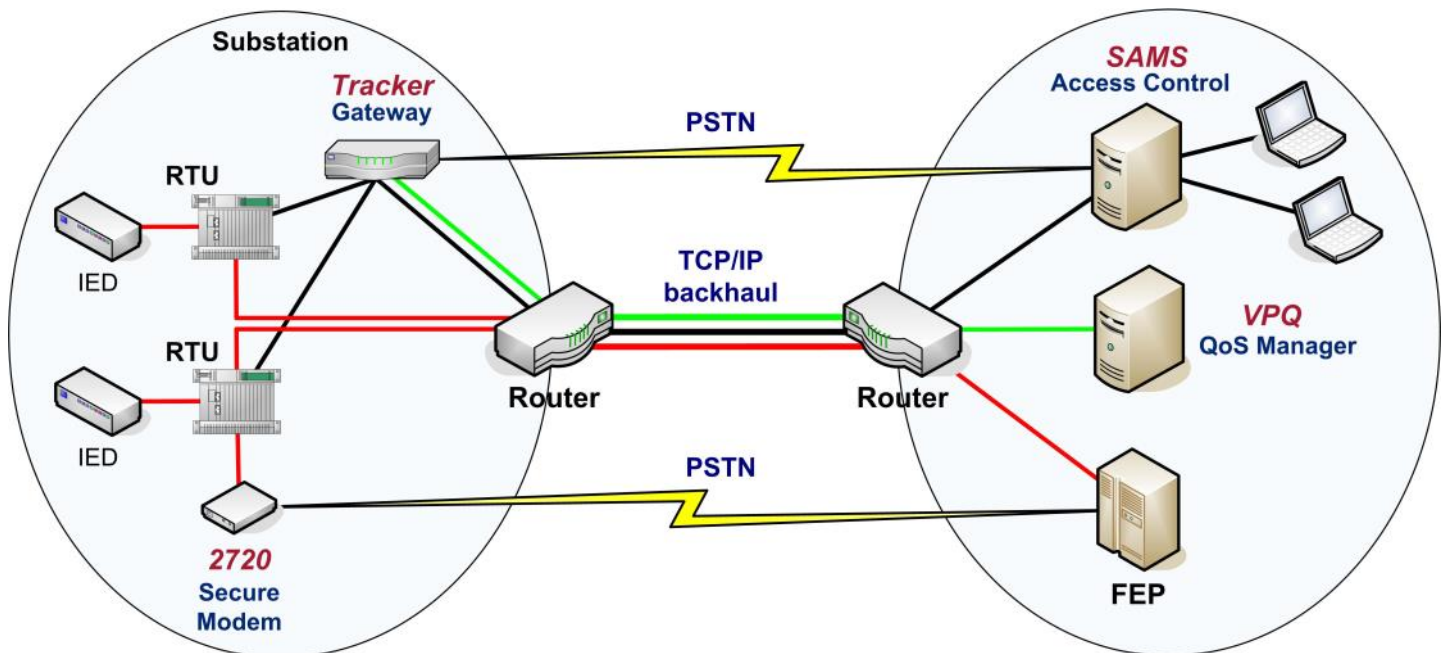 Substation
Tracker
Gateway
RTU
IED
RTU
IED
2720
Secure
Modem
PSTN
TCP/IP
backhaul
Router
Router
PSTN
SAMS
Access Control
VPQ
QoS Manager
FEP